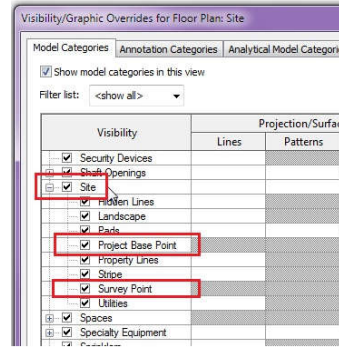 Visibility/Graphic Overrides for Floor Plan: Site
Model Categories Annotation Categories Analytical Model Categori
Show model categories in this view
Filter list: <show all>
Visibility
Projection/Surfa
Lines Patterns
Security Devices
Shaft Openings
Site
Hidden Lines
Landscape
Pads
Project Base Point
Property Lines
Stripe
Survey Point
Utilities
Spaces
Specialty Equipment
Sprinklers